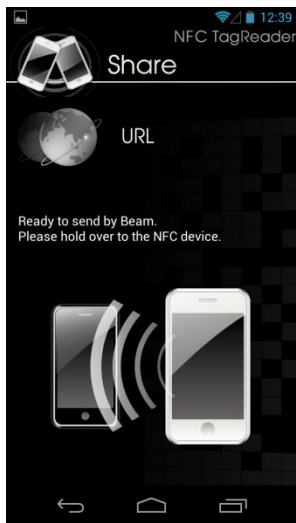 12:39
NFC TagReader
Share
URL
Ready to send by Beam.
Please hold over to the NFC device.